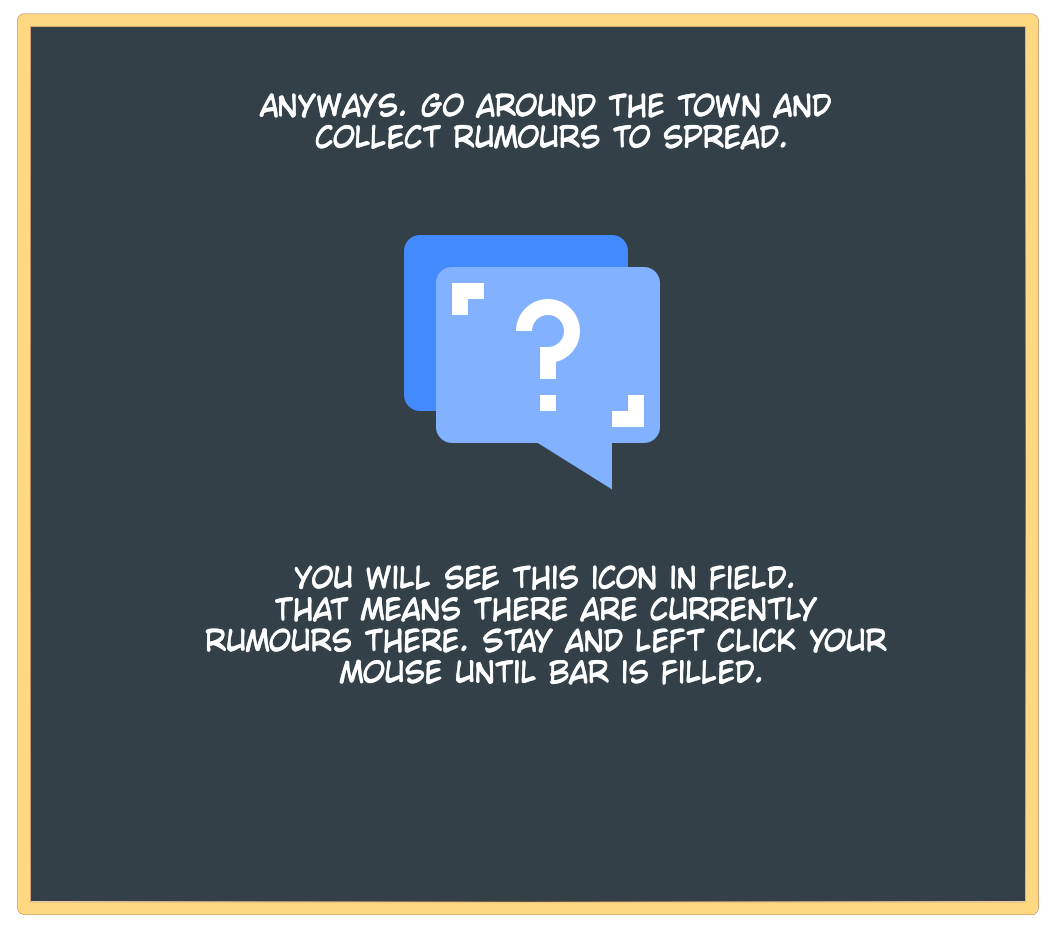 ANYWAYS. GO AROUND THE TOWN AND
COLLECT RUMOURS TO SPREAD.
?
YOU WILL SEE THIS ICON IN FIELD.
THAT MEANS THERE ARE CURRENTLY
RUMOURS THERE. STAY AND LEFT CLICK YOUR
MOUSE UNTIL BAR IS FILLED.